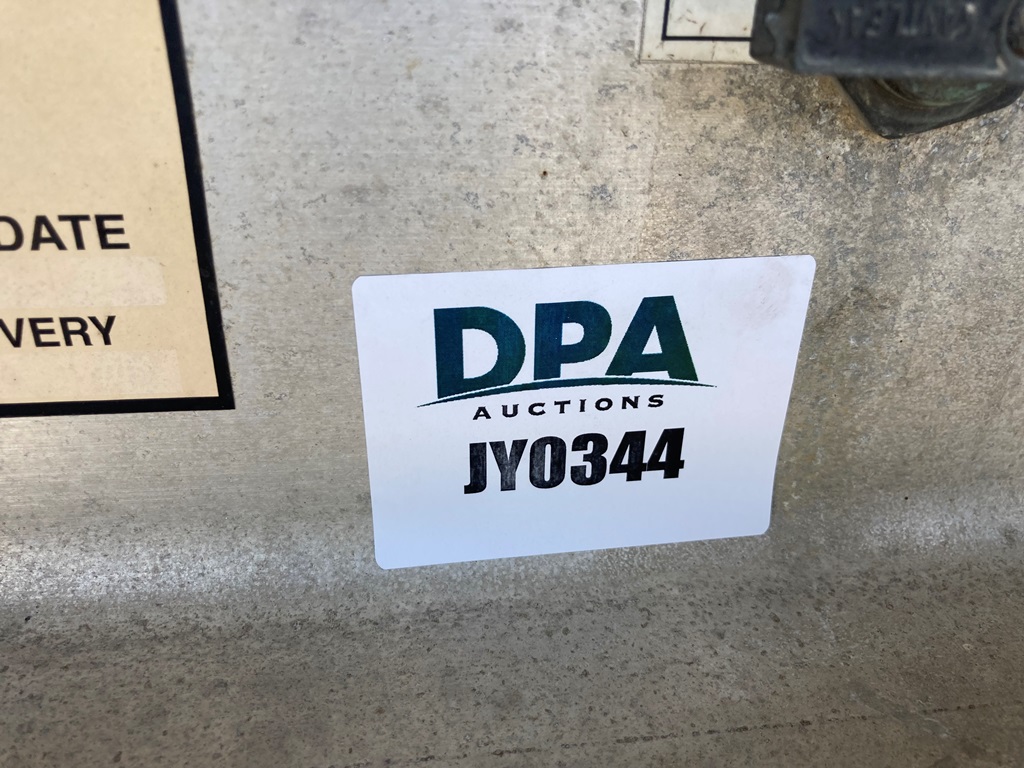 DATE
VERY
DPA
AUCTIONS
JY0344